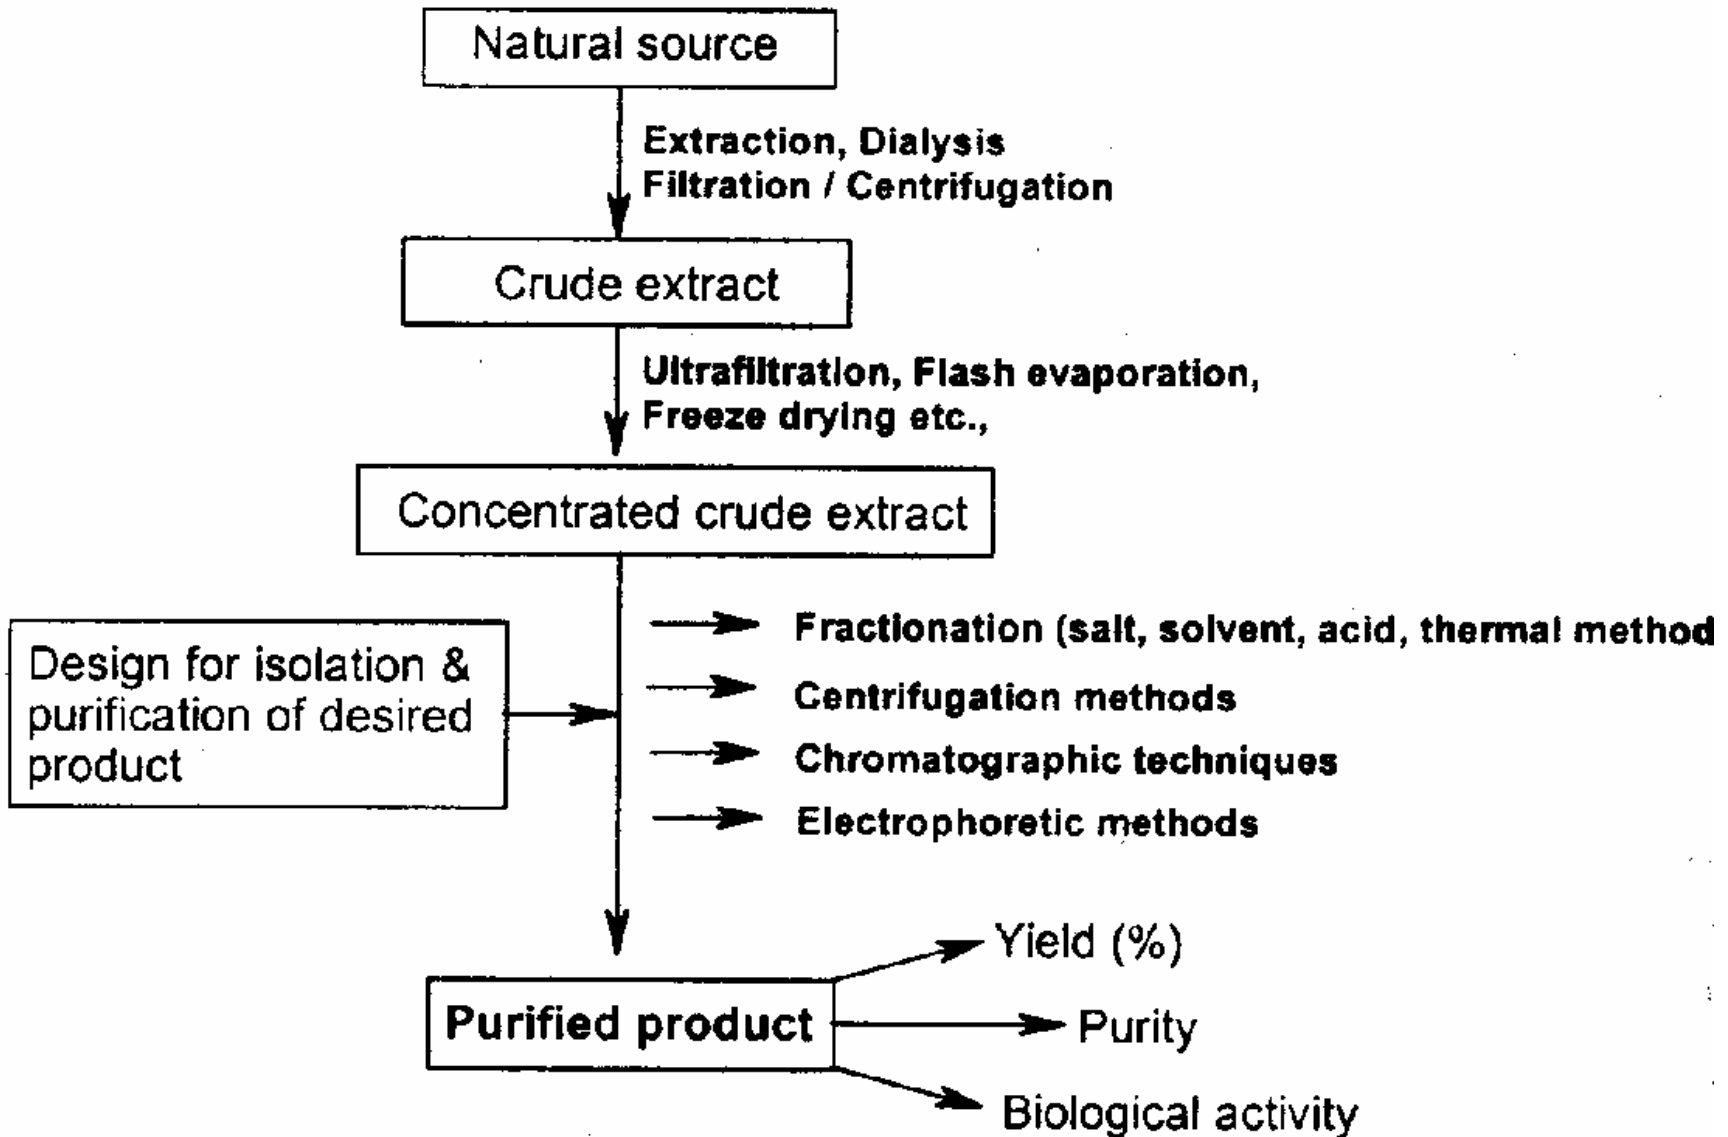 Natural source
Extraction, Dialysis
Filtration / Centrifugation
Crude extract
Ultrafiltration, Flash evaporation,
Freeze drying etc.,
Concentrated crude extract
Design for isolation &
purification of desired
product
Fractionation (salt, solvent, acid, thermal method
Centrifugation methods
Chromatographic techniques
Electrophoretic methods
Purified product
Yield (%)
Purity
Biological activity